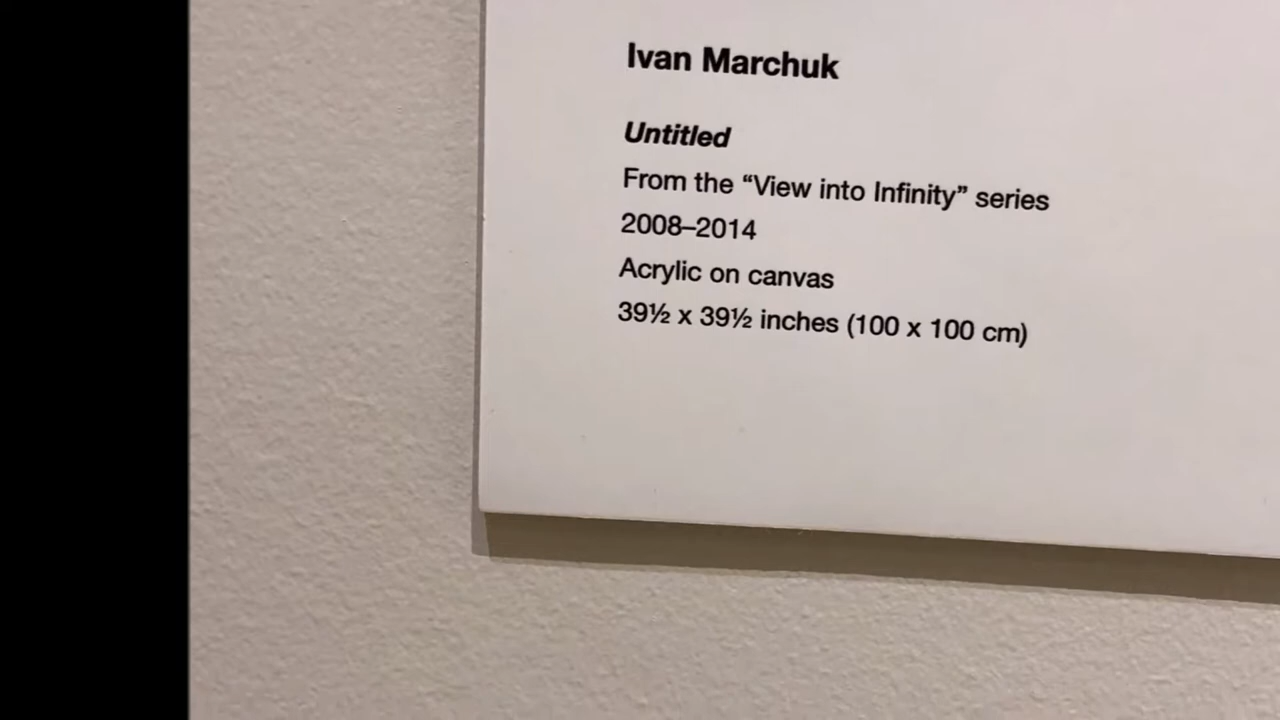 Ivan Marchuk
Untitled
From the “View into Infinity” series
2008–2014
Acrylic on canvas
39½ x 39½ inches (100 x 100 cm)